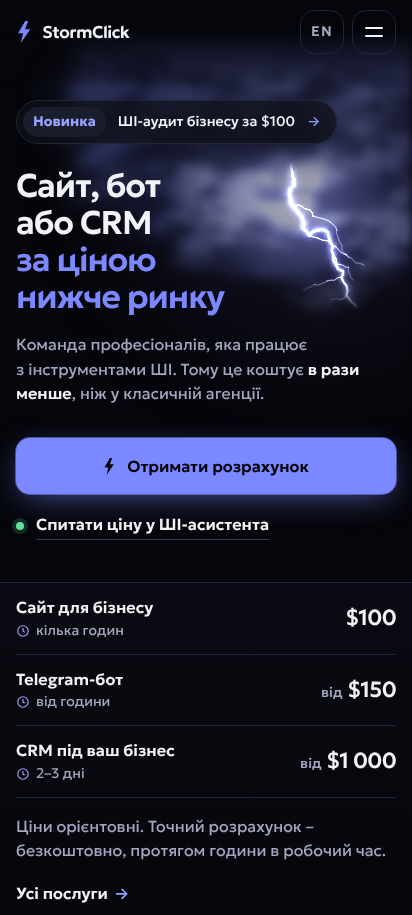 StormClick
EN
Новинка ШІ-аудит бізнесу за $100 →
Сайт, бот
або CRM
за ціною
нижче ринку
Команда професіоналів, яка працює
з інструментами ШІ. Тому це коштує в рази
менше, ніж у класичній агенції.
Отримати розрахунок
Спитати ціну у ШІ-асистента
Сайт для бізнесу
$100
кілька годин
Telegram-бот
від $150
від години
CRM під ваш бізнес
від $1 000
2–3 дні
Ціни орієнтовні. Точний розрахунок –
безкоштовно, протягом години в робочий час.
Усі послуги →